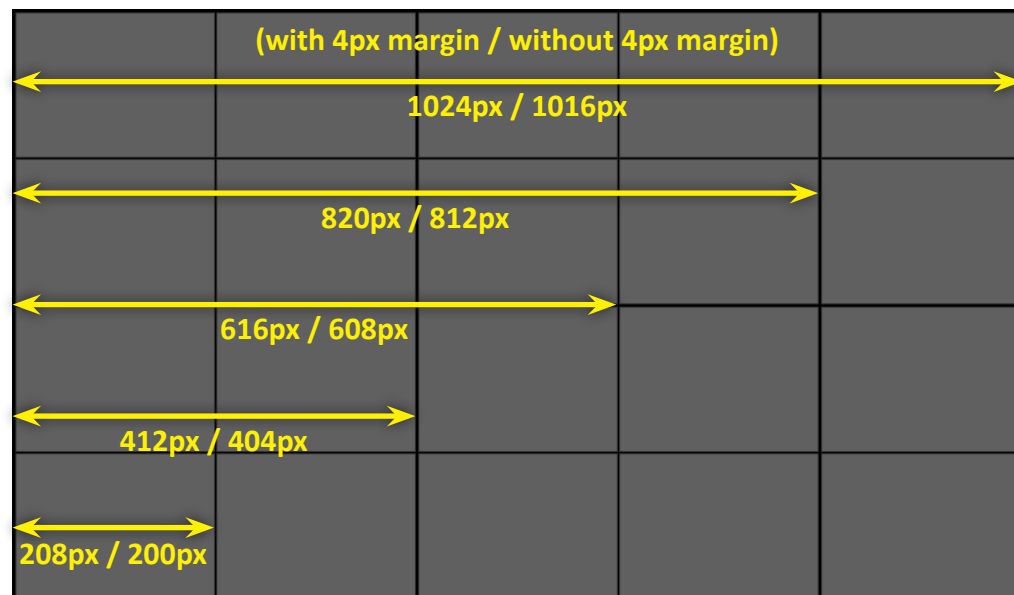 (with 4px margin / without 4px margin)
1024px / 1016px
820px / 812px
616px / 608px
412px / 404px
208px / 200px